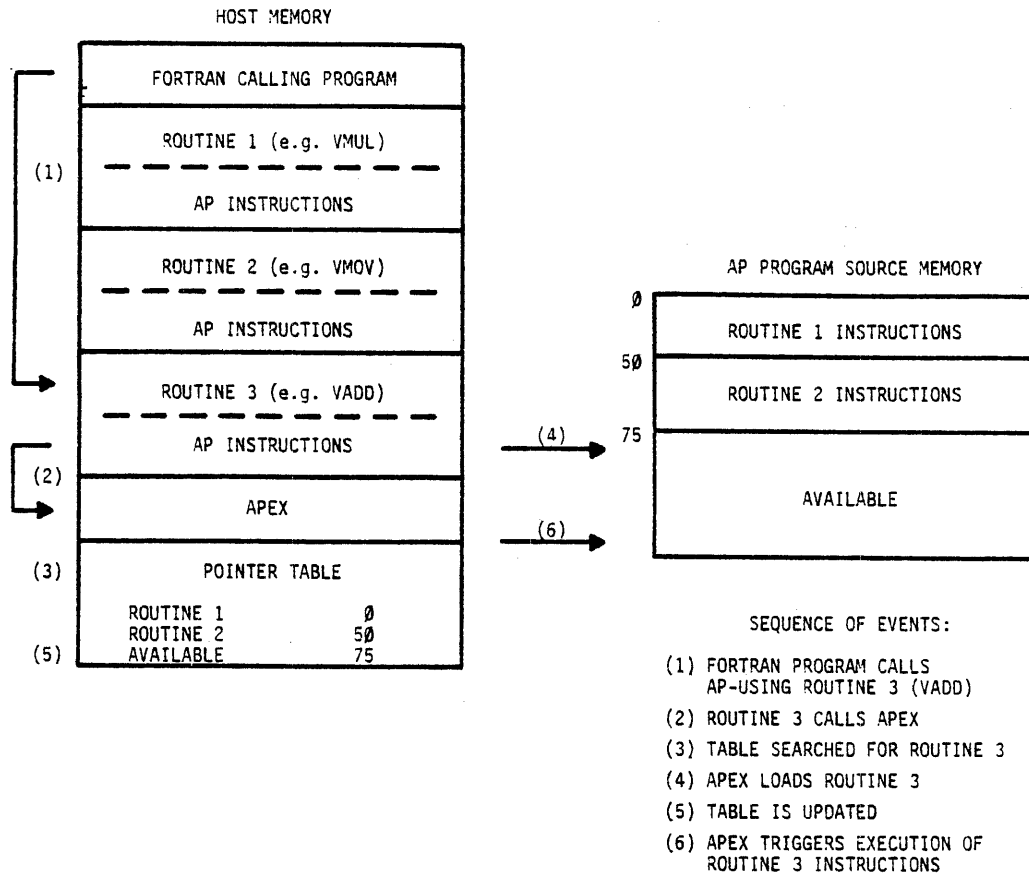 HOST MEMORY
FORTRAN CALLING PROGRAM
ROUTINE 1 (e.g. VMUL)
(1)
AP INSTRUCTIONS
ROUTINE 2 (e.g. VMOV)
AP INSTRUCTIONS
ROUTINE 3 (e.g. VADD)
AP INSTRUCTIONS
(2)
APEX
(3)
POINTER TABLE
ROUTINE 1 Ø
ROUTINE 2 5Ø
(5)
AVAILABLE 75
(4)
(6)
AP PROGRAM SOURCE MEMORY
Ø
ROUTINE 1 INSTRUCTIONS
5Ø
ROUTINE 2 INSTRUCTIONS
75
AVAILABLE
SEQUENCE OF EVENTS:
(1) FORTRAN PROGRAM CALLS
AP-USING ROUTINE 3 (VADD)
(2) ROUTINE 3 CALLS APEX
(3) TABLE SEARCHED FOR ROUTINE 3
(4) APEX LOADS ROUTINE 3
(5) TABLE IS UPDATED
(6) APEX TRIGGERS EXECUTION OF
ROUTINE 3 INSTRUCTIONS